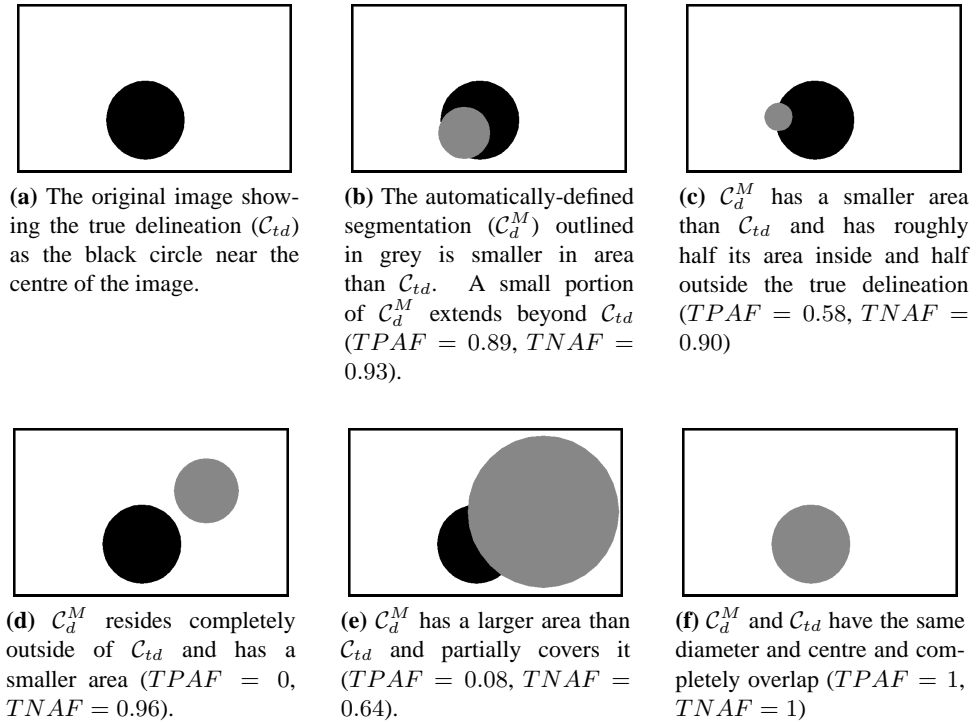 (a) The original image show-
ing the true delineation (C_td)
as the black circle near the
centre of the image.
(b) The automatically-defined
segmentation (C_d^M) outlined
in grey is smaller in area
than C_td. A small portion
of C_d^M extends beyond C_td
(TPAF = 0.89, TNAF =
0.93).
(c) C_d^M has a smaller area
than C_td and has roughly
half its area inside and half
outside the true delineation
(TPAF = 0.58, TNAF =
0.90)
(d) C_d^M resides completely
outside of C_td and has a
smaller area (TPAF = 0,
TNAF = 0.96).
(e) C_d^M has a larger area than
C_td and partially covers it
(TPAF = 0.08, TNAF =
0.64).
(f) C_d^M and C_td have the same
diameter and centre and com-
pletely overlap (TPAF = 1,
TNAF = 1)